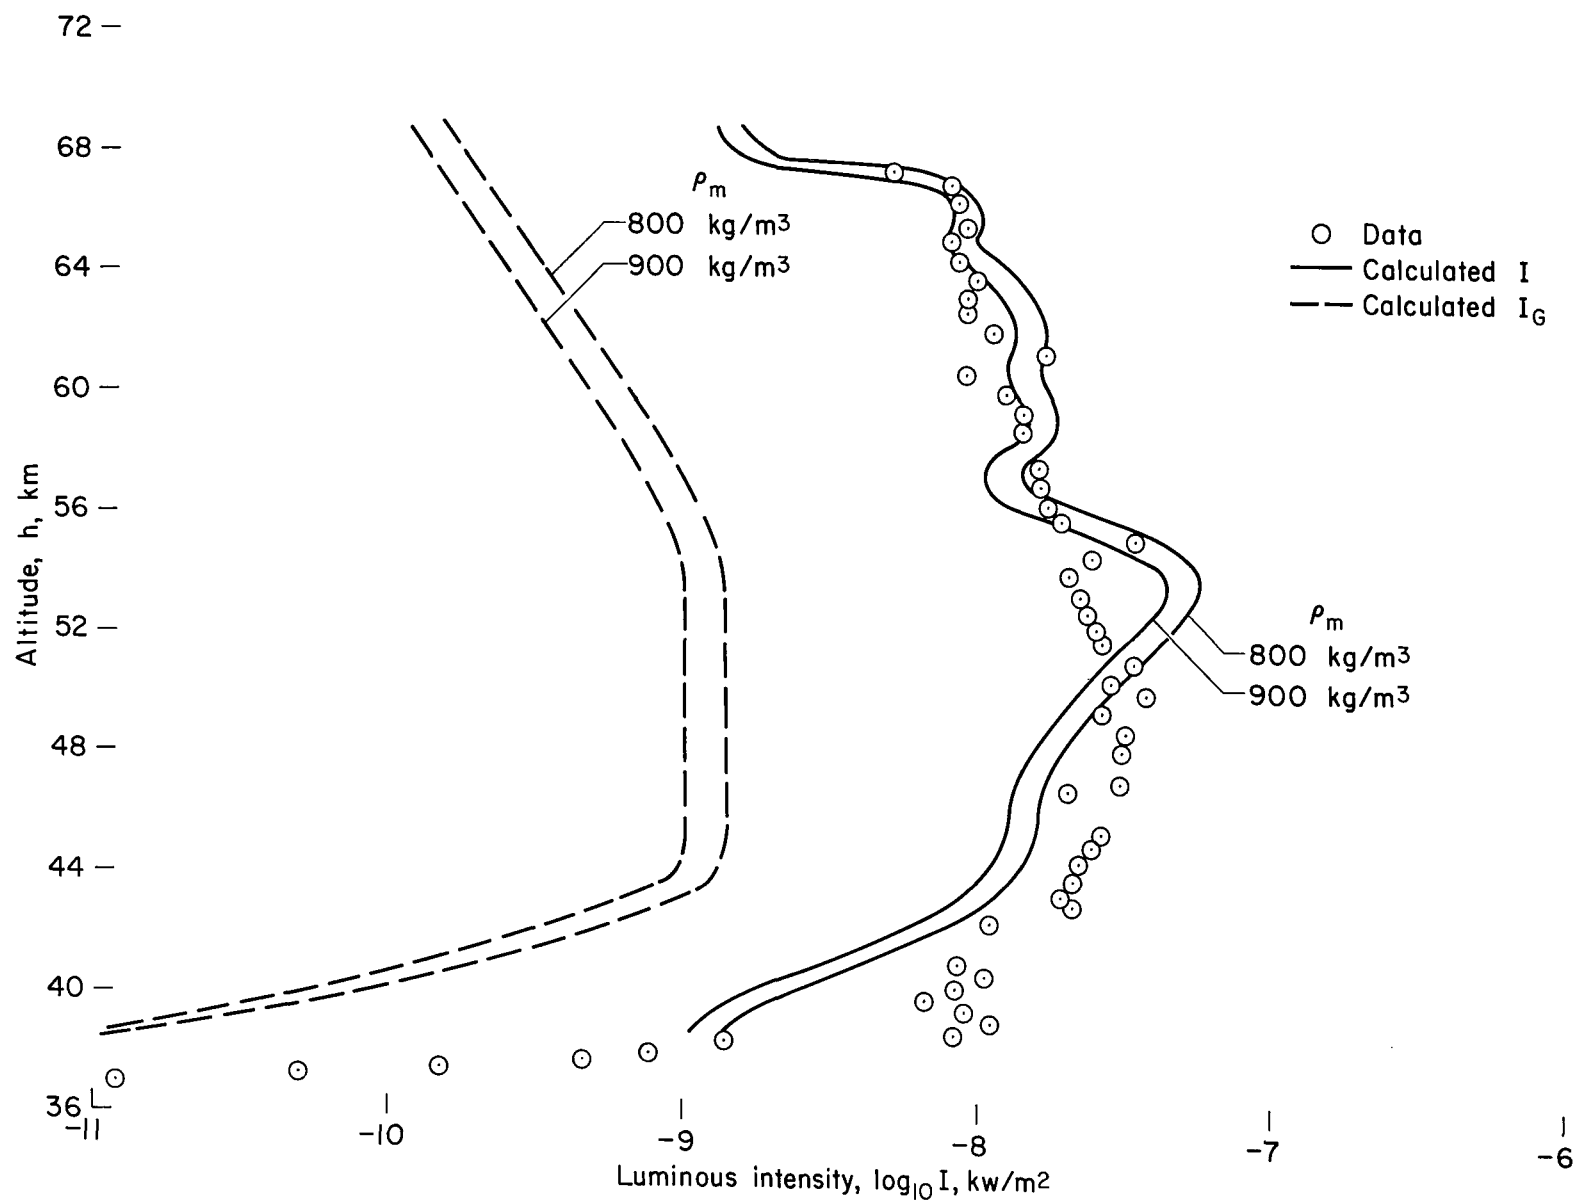 72
68
64
60
56
52
48
44
40
36
Altitude, h, km
ρm
800 kg/m3
900 kg/m3
Data
Calculated I
Calculated IG
ρm
800 kg/m3
900 kg/m3
-11
-10
-9
-8
-7
-6
Luminous intensity, log10 I, kw/m2